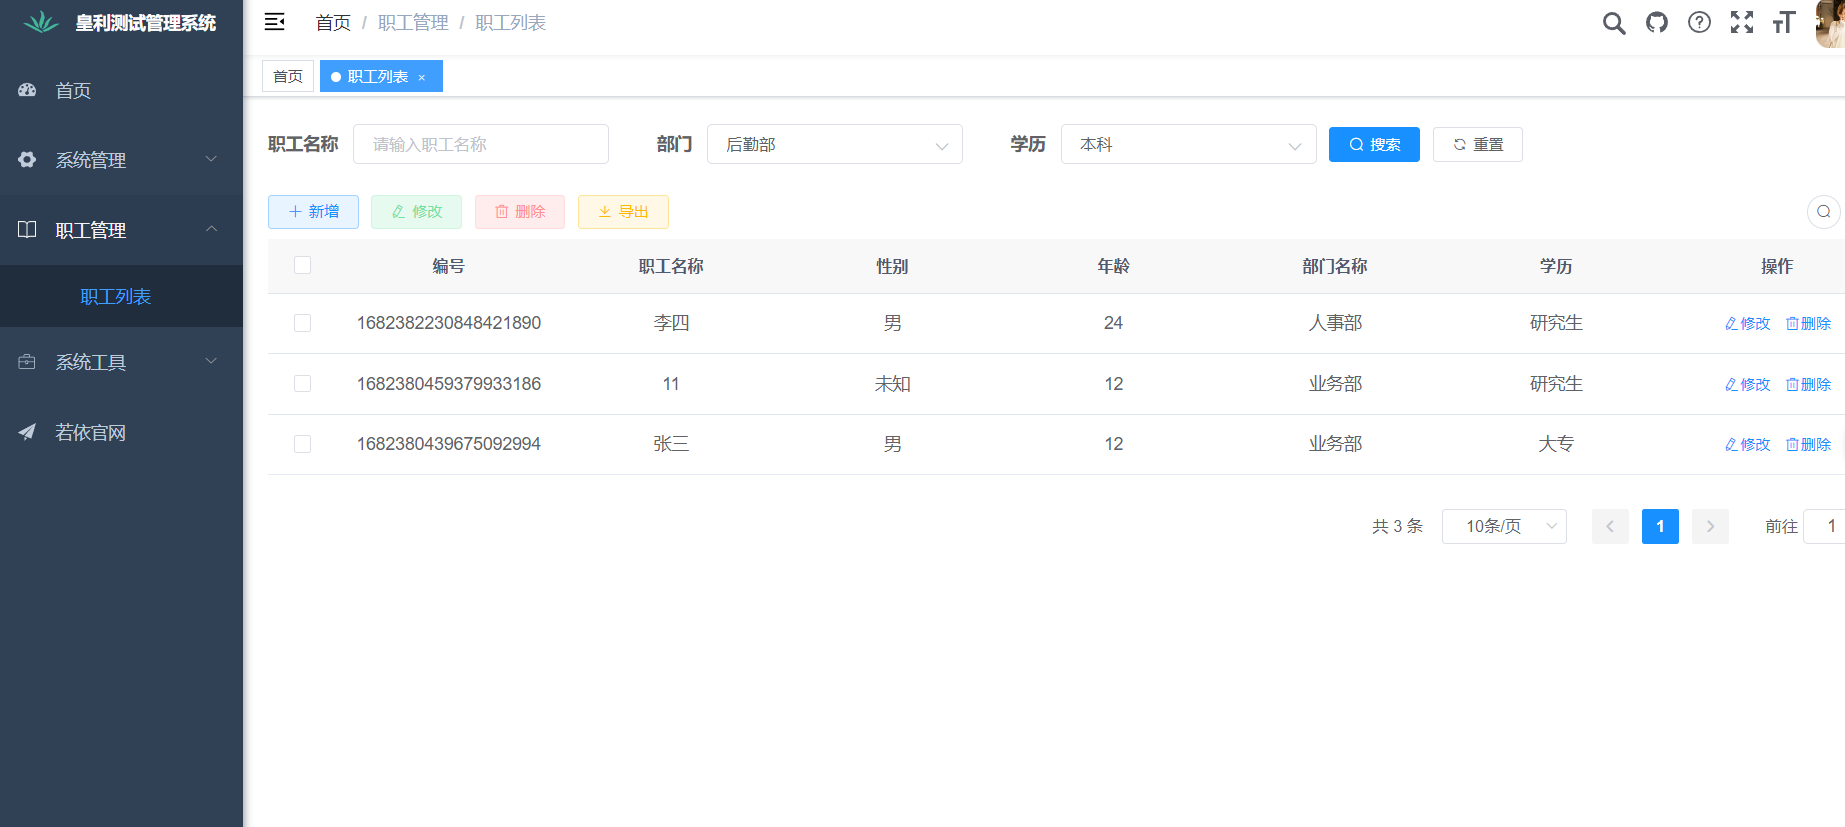 皇利测试管理系统
首页 / 职工管理 / 职工列表
首页
职工列表 ×
首页
系统管理
职工管理
职工列表
系统工具
若依官网
职工名称 请输入职工名称 部门 后勤部 学历 本科 搜索 重置
新增 修改 删除 导出
编号 职工名称 性别 年龄 部门名称 学历 操作
1682382230848421890 李四 男 24 人事部 研究生 修改 删除
1682380459379933186 11 未知 12 业务部 研究生 修改 删除
1682380439675092994 张三 男 12 业务部 大专 修改 删除
共 3 条 10条/页 1 前往 1